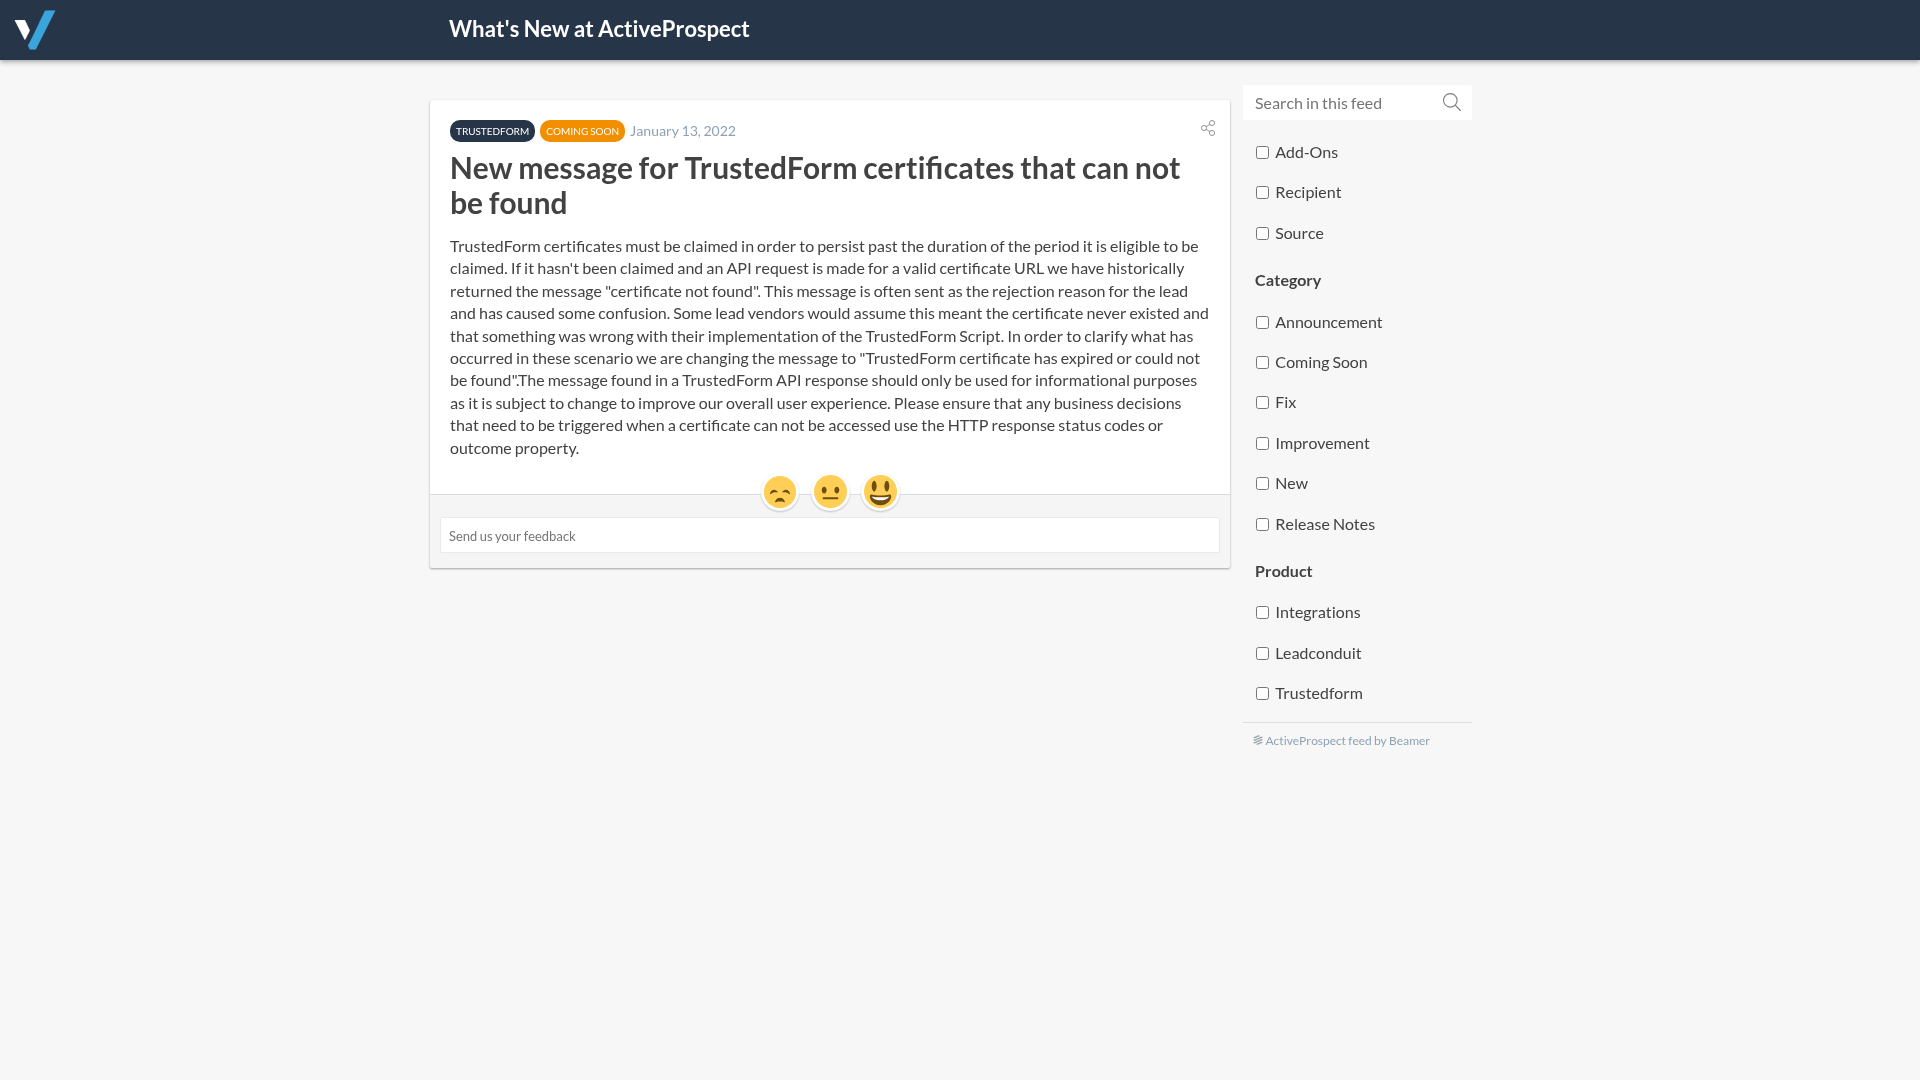 What's New at ActiveProspect
TRUSTEDFORM COMING SOON January 13, 2022
New message for TrustedForm certificates that can not
be found
TrustedForm certificates must be claimed in order to persist past the duration of the period it is eligible to be
claimed. If it hasn't been claimed and an API request is made for a valid certificate URL we have historically
returned the message "certificate not found". This message is often sent as the rejection reason for the lead
and has caused some confusion. Some lead vendors would assume this meant the certificate never existed and
that something was wrong with their implementation of the TrustedForm Script. In order to clarify what has
occurred in these scenario we are changing the message to "TrustedForm certificate has expired or could not
be found".The message found in a TrustedForm API response should only be used for informational purposes
as it is subject to change to improve our overall user experience. Please ensure that any business decisions
that need to be triggered when a certificate can not be accessed use the HTTP response status codes or
outcome property.
Send us your feedback
Search in this feed
Add-Ons
Recipient
Source
Category
Announcement
Coming Soon
Fix
Improvement
New
Release Notes
Product
Integrations
Leadconduit
Trustedform
ActiveProspect feed by Beamer